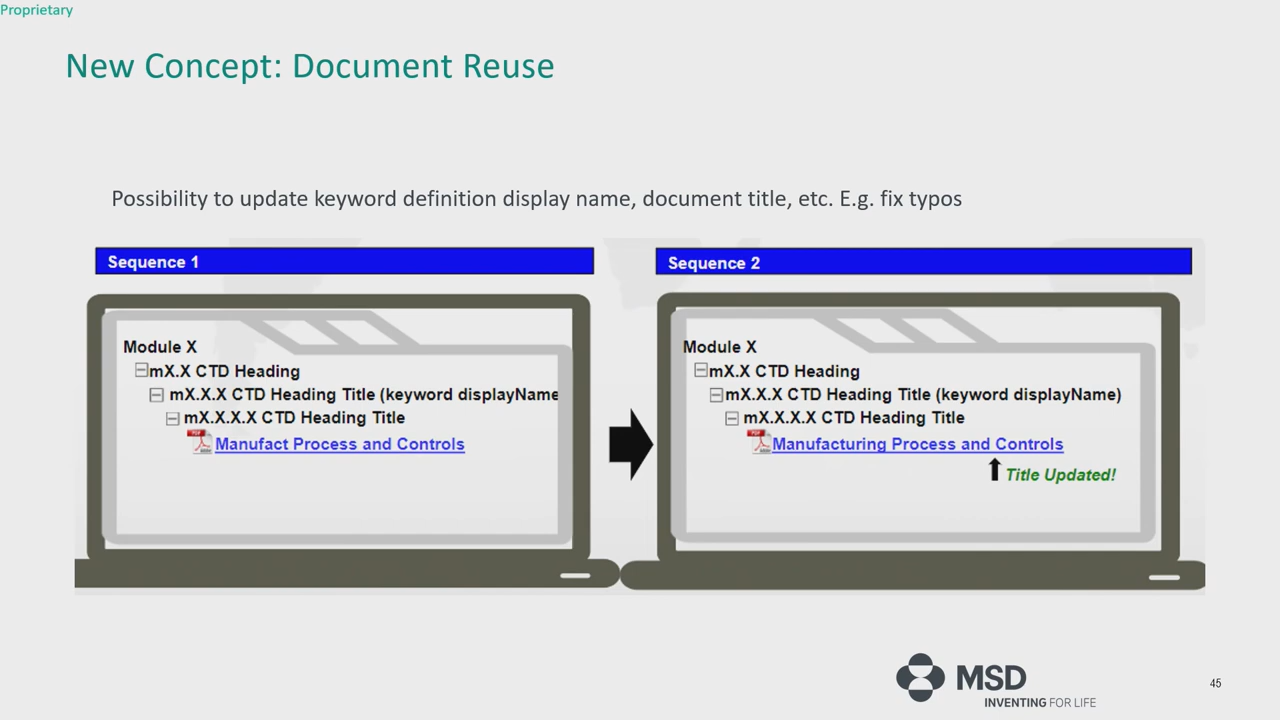 Proprietary
New Concept: Document Reuse
Possibility to update keyword definition display name, document title, etc. E.g. fix typos
Sequence 1
Module X
mX.X CTD Heading
mX.X.X CTD Heading Title (keyword displayName
mX.X.X.X CTD Heading Title
Manufact Process and Controls
Sequence 2
Module X
mX.X CTD Heading
mX.X.X CTD Heading Title (keyword displayName)
mX.X.X.X CTD Heading Title
Manufacturing Process and Controls
Title Updated!
MSD
INVENTING FOR LIFE
45